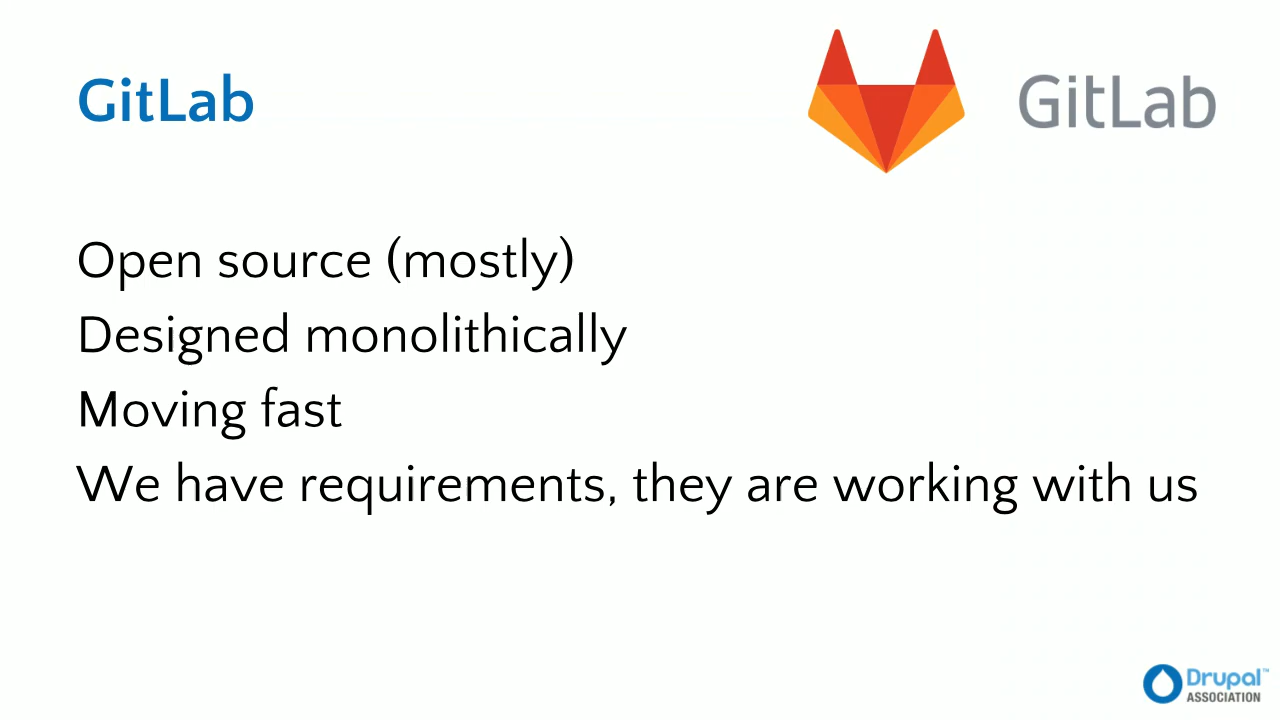 GitLab
GitLab
Open source (mostly)
Designed monolithically
Moving fast
We have requirements, they are working with us
Drupal™
ASSOCIATION